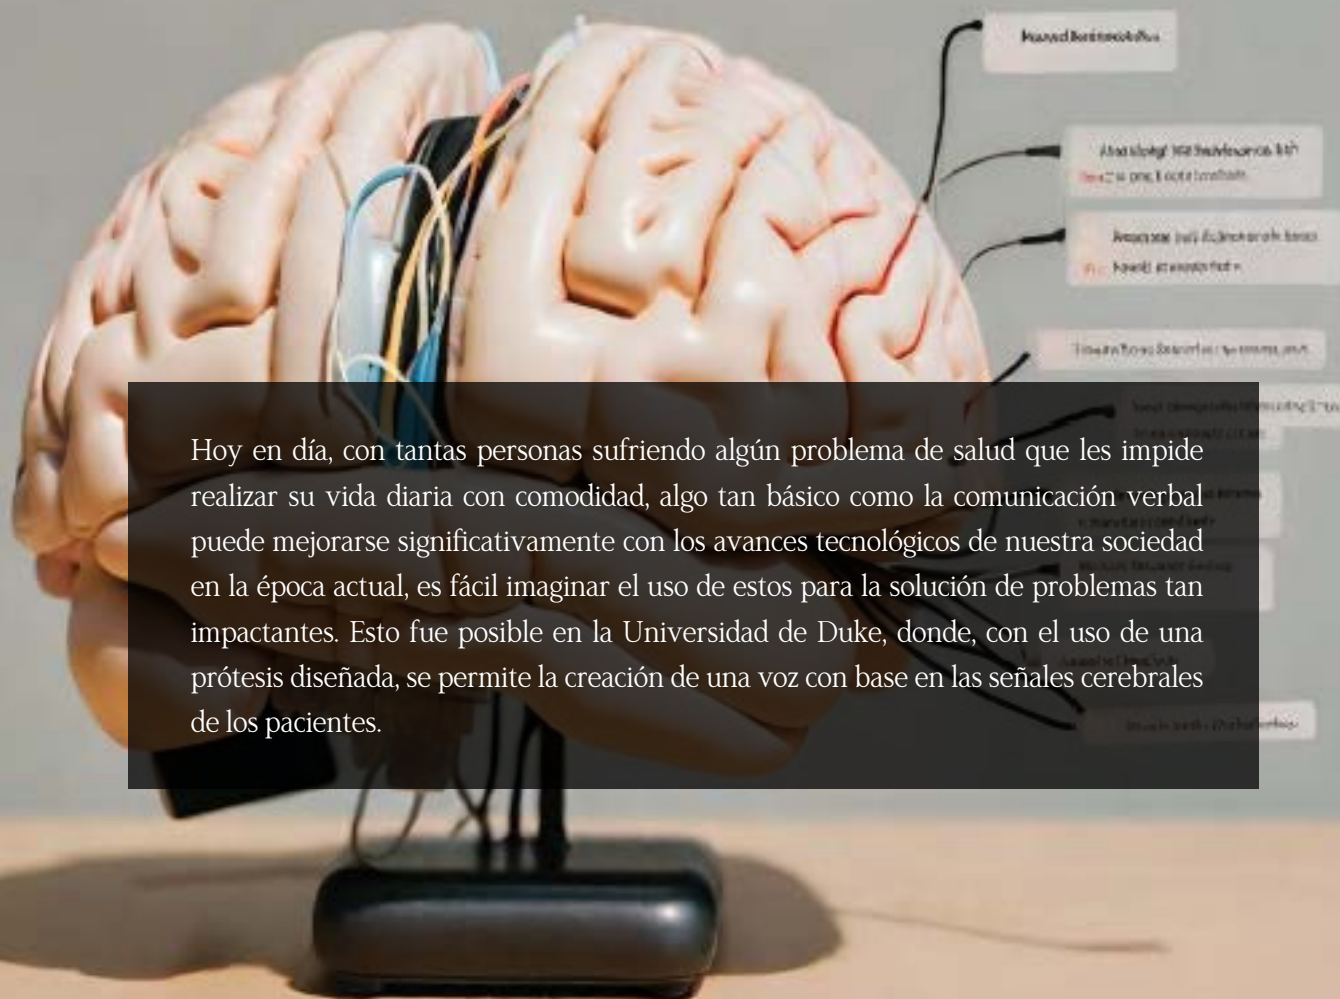 Hoy en día, con tantas personas sufriendo algún problema de salud que les impide
realizar su vida diaria con comodidad, algo tan básico como la comunicación verbal
puede mejorarse significativamente con los avances tecnológicos de nuestra sociedad
en la época actual, es fácil imaginar el uso de estos para la solución de problemas tan
impactantes. Esto fue posible en la Universidad de Duke, donde, con el uso de una
prótesis diseñada, se permite la creación de una voz con base en las señales cerebrales
de los pacientes.